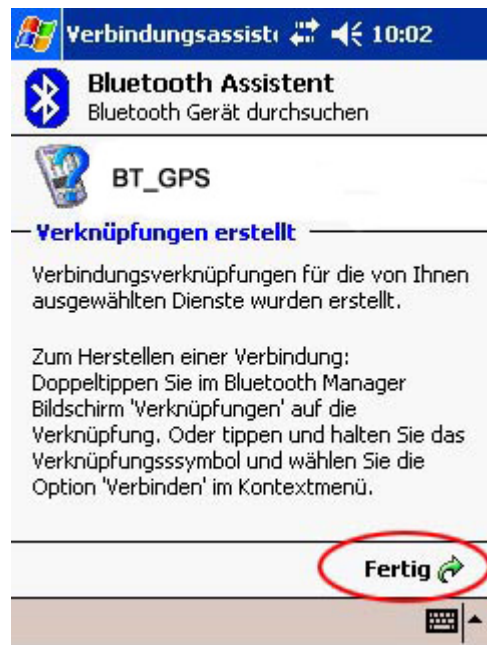 Verbindungsassist 10:02
Bluetooth Assistent
Bluetooth Gerät durchsuchen
BT_GPS
Verknüpfungen erstellt
Verbindungsverknüpfungen für die von Ihnen
ausgewählten Dienste wurden erstellt.
Zum Herstellen einer Verbindung:
Doppeltippen Sie im Bluetooth Manager
Bildschirm 'Verknüpfungen' auf die
Verknüpfung. Oder tippen und halten Sie das
Verknüpfungsssymbol und wählen Sie die
Option 'Verbinden' im Kontextmenü.
Fertig